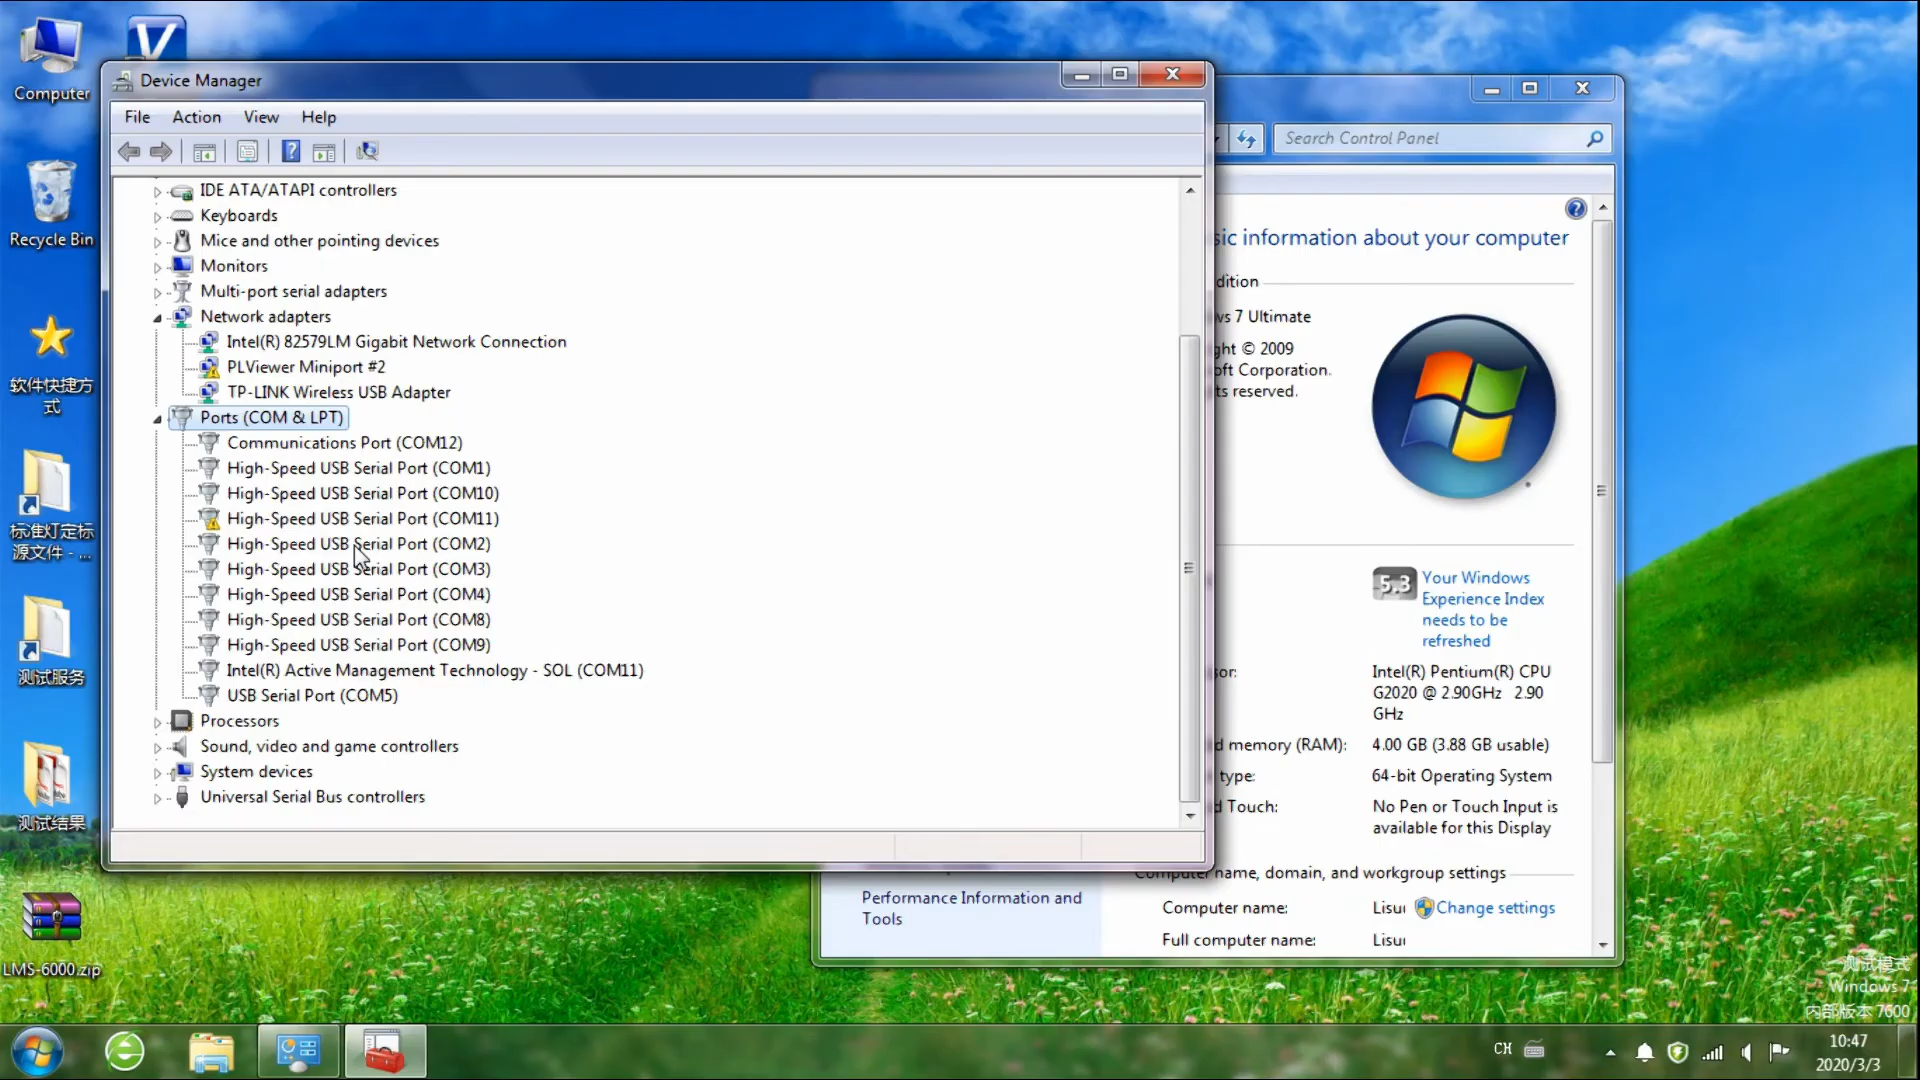 Computer
Recycle Bin
软件快捷方
式
标准灯定标
源文件 - ...
测试服务
测试结果
LMS-6000.zip
Device Manager
File Action View Help
IDE ATA/ATAPI controllers
Keyboards
Mice and other pointing devices
Monitors
Multi-port serial adapters
Network adapters
Intel(R) 82579LM Gigabit Network Connection
PLViewer Miniport #2
TP-LINK Wireless USB Adapter
Ports (COM & LPT)
Communications Port (COM12)
High-Speed USB Serial Port (COM1)
High-Speed USB Serial Port (COM10)
High-Speed USB Serial Port (COM11)
High-Speed USB Serial Port (COM2)
High-Speed USB Serial Port (COM3)
High-Speed USB Serial Port (COM4)
High-Speed USB Serial Port (COM8)
High-Speed USB Serial Port (COM9)
Intel(R) Active Management Technology - SOL (COM11)
USB Serial Port (COM5)
Processors
Sound, video and game controllers
System devices
Universal Serial Bus controllers
Search Control Panel
sic information about your computer
dition
ws 7 Ultimate
ght © 2009
oft Corporation.
ts reserved.
5.3 Your Windows
Experience Index
needs to be
refreshed
sor: Intel(R) Pentium(R) CPU
G2020 @ 2.90GHz 2.90
GHz
d memory (RAM): 4.00 GB (3.88 GB usable)
type: 64-bit Operating System
d Touch: No Pen or Touch Input is
available for this Display
Computer name, domain, and workgroup settings
Performance Information and
Tools
Computer name: Lisu Change settings
Full computer name: Lisu
测试模式
Windows 7
内部版本 7600
CH
10:47
2020/3/3